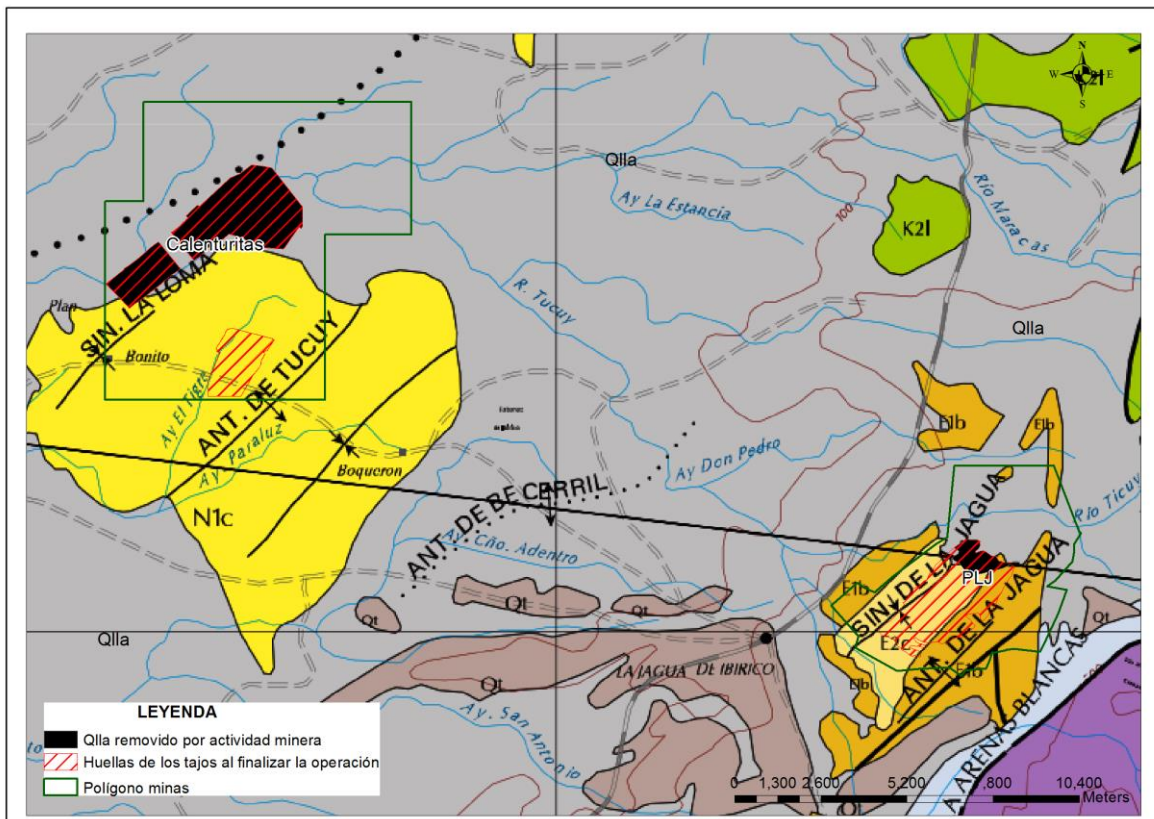 N
W
E
S
K2l
Qlla
Ay La Estancia
Río Maracas
100
K2l
Calenturitas
SIN. LA LOMA
Plan
R. Tucuy
Qlla
Bonito
ANT. DE TUCUY
Ay El Tigre
Ay Paraluz
Boqueron
E1b
E1b
Ay Don Pedro
N1c
ANT. DE BECERRIL
Ay. Cño. Adentro
Río Ticuy
SIN. DE LA JAGUA
PLJ
E1b
E2c
ANT. DE LA JAGUA
E1b
E1b
Qt
Qt
Qt
Qt
Qlla
Qt
LA JAGUA DE IBIRICO
Ay. San Antonio
A ARENAS BLANCAS
Qt
LEYENDA
Qlla removido por actividad minera
Huellas de los tajos al finalizar la operación
Polígono minas
0 1,300 2,600 5,200 ,800 10,400
Meters